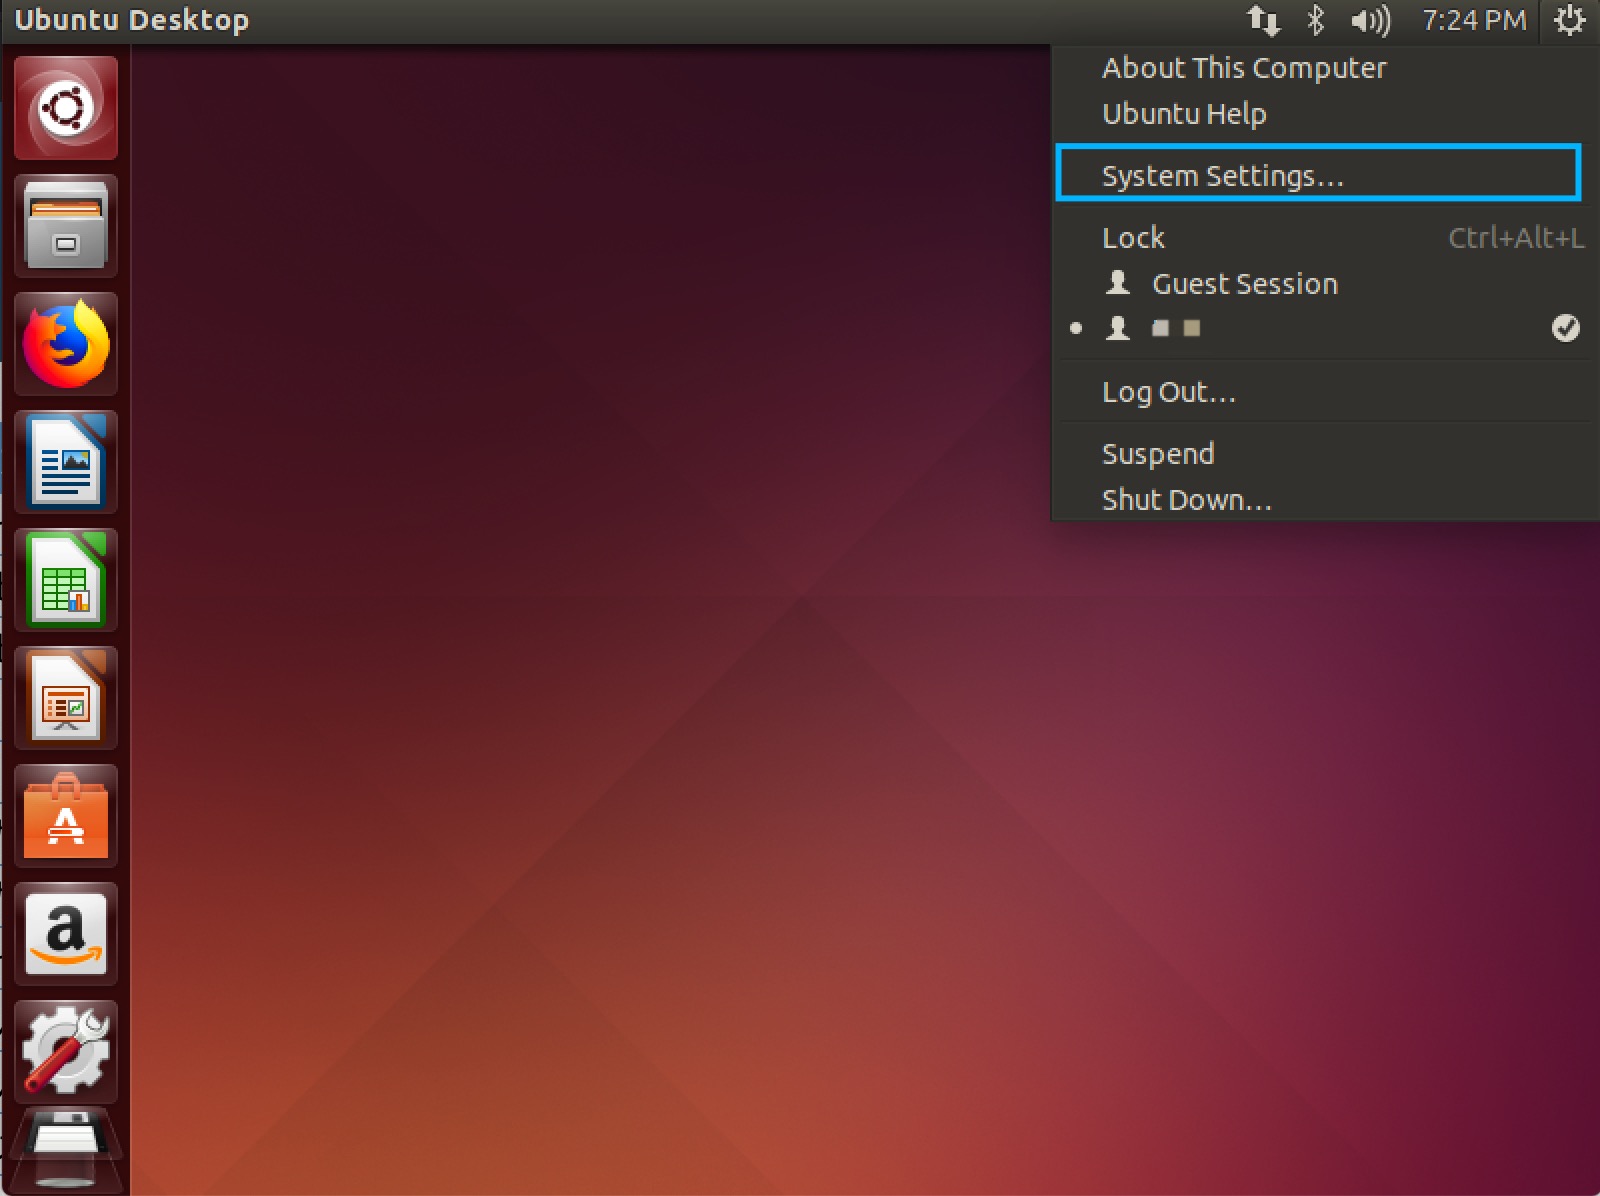 Ubuntu Desktop
7:24 PM
About This Computer
Ubuntu Help
System Settings...
Lock Ctrl+Alt+L
Guest Session
Log Out...
Suspend
Shut Down...